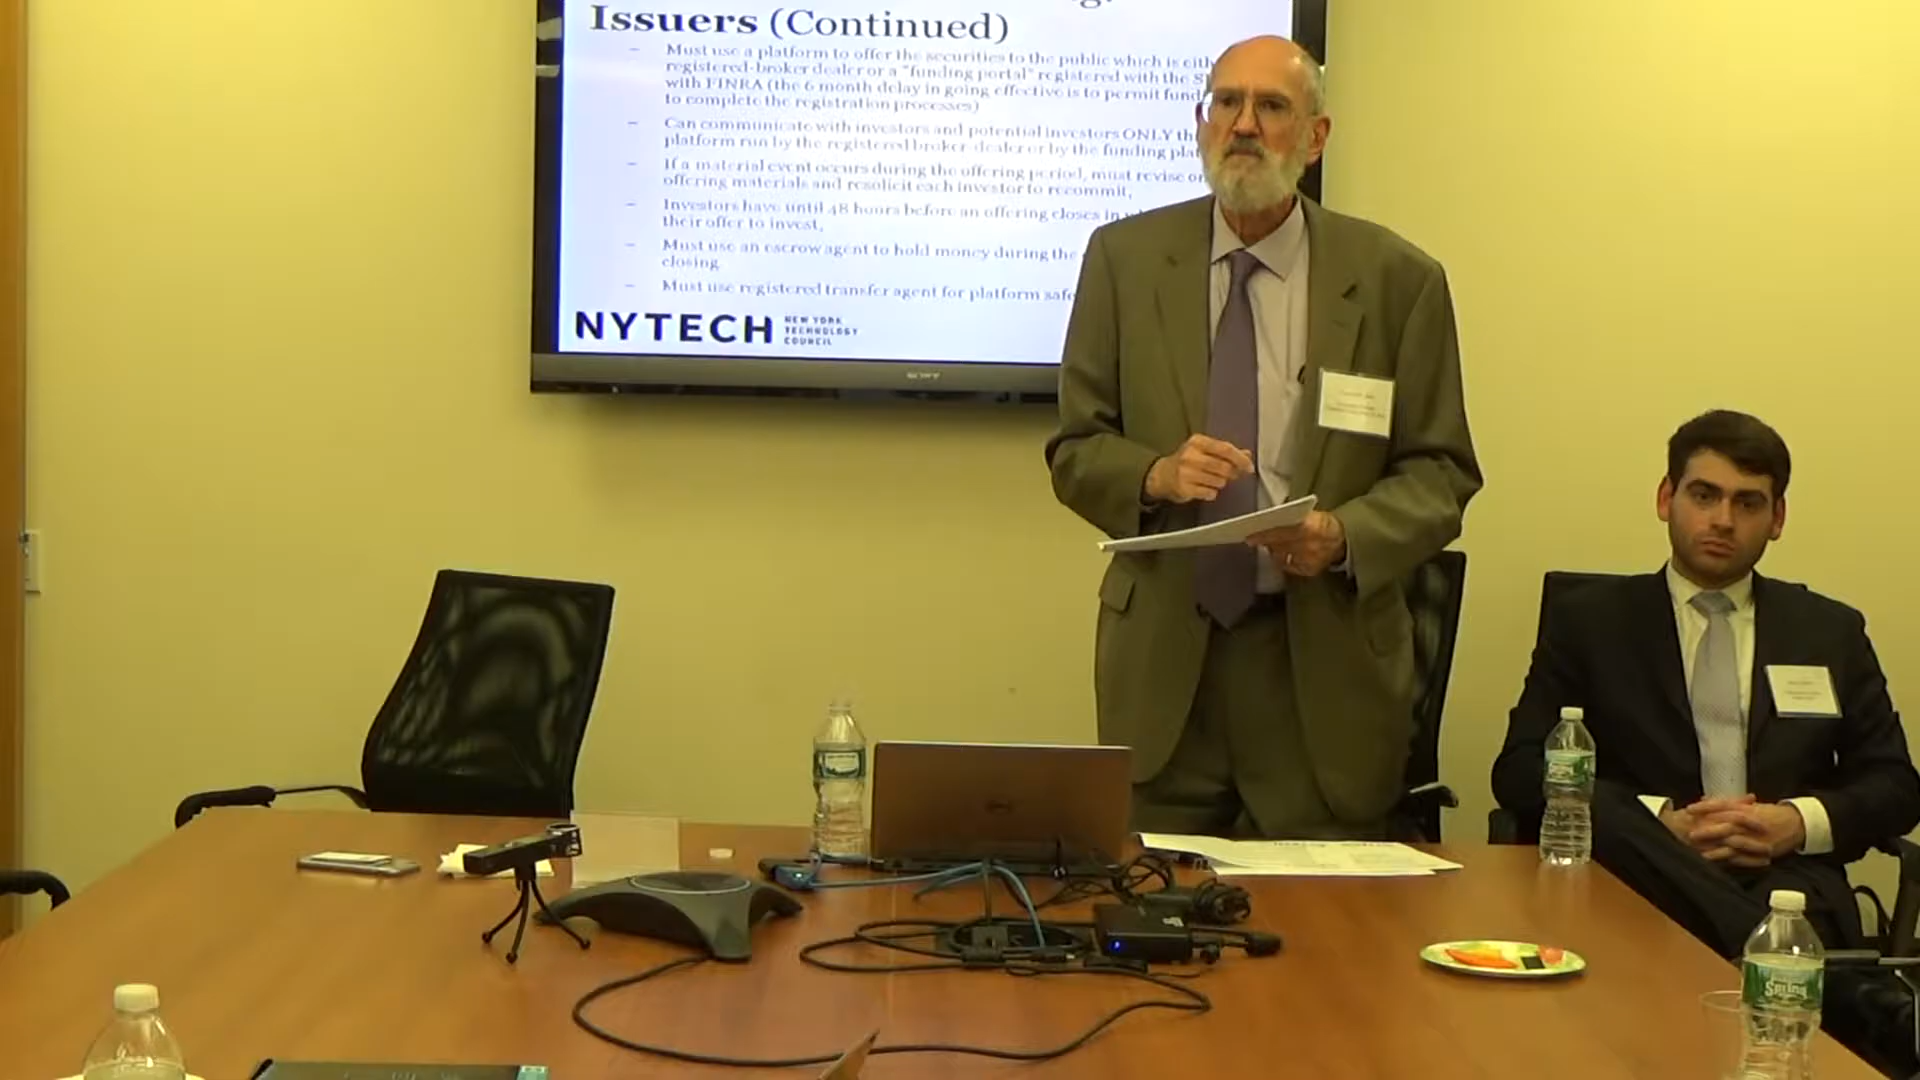 Issuers (Continued)
– Must use a platform to offer the securities to the public which is
registered-broker dealer or a "funding portal" registered with the
with FINRA (the 6 month delay in going effective is to permit
to complete the registration processes)
– Can communicate with investors and potential investors ONLY
platform run by the registered broker-dealer or by the funding
– If a material event occurs during the offering period, must revise
offering materials and resolicit each investor to recommit,
– Investors have until 48 hours before an offering closes in
their offer to invest,
– Must use an escrow agent to hold money during the
closing.
– Must use registered transfer agent for platform
NYTECH
NEW YORK
TECHNOLOGY
COUNCIL
SONY
DELL
Spring